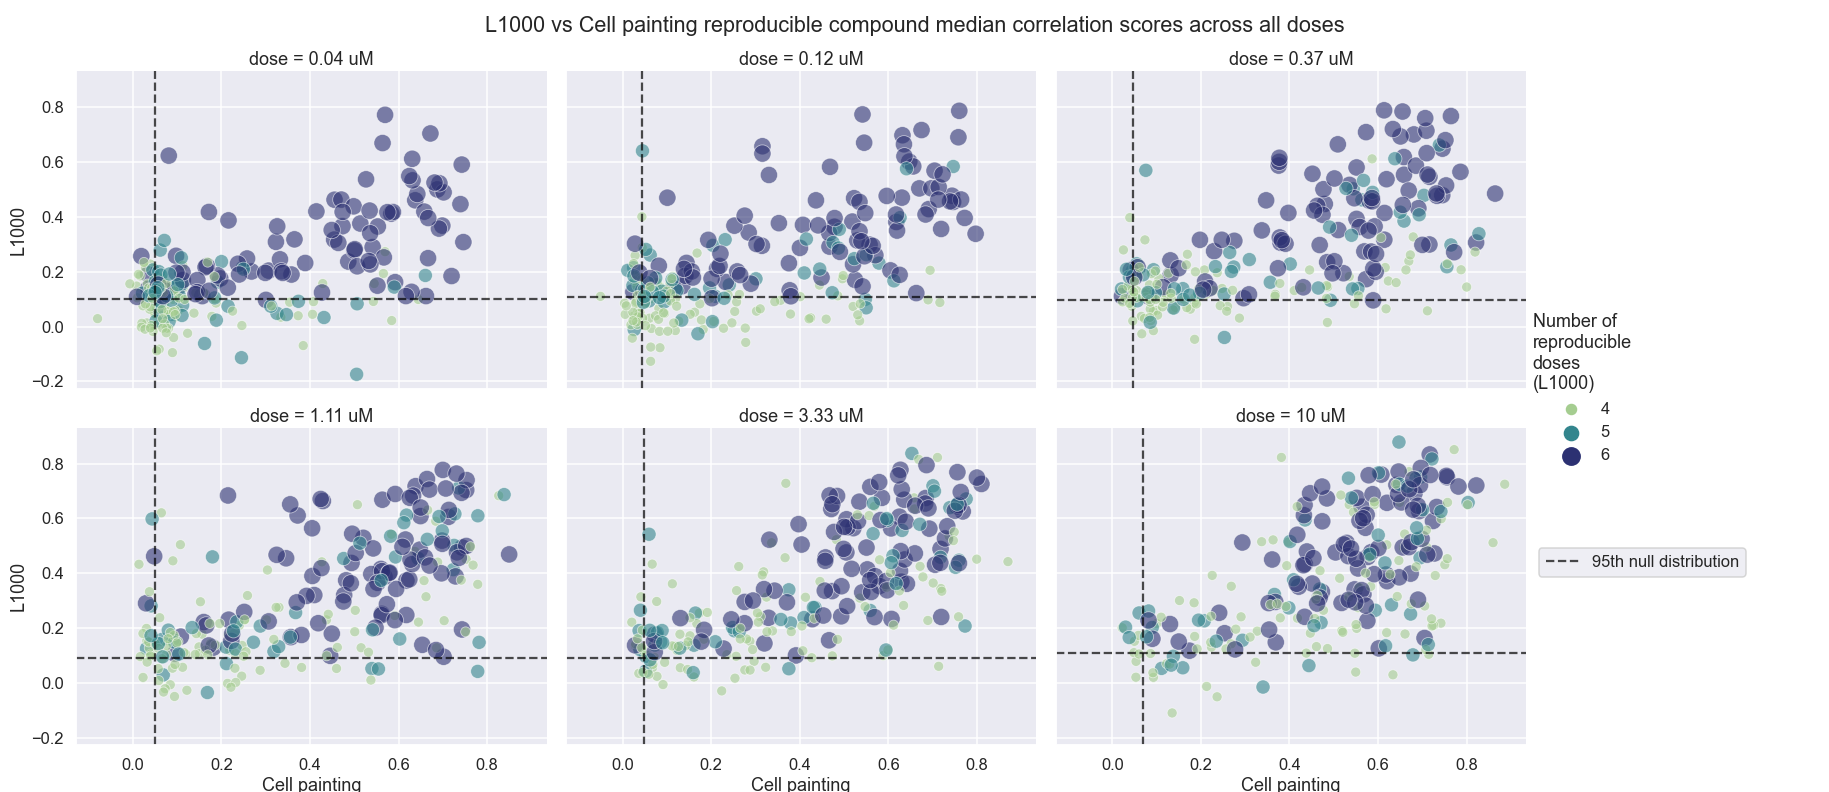 L1000 vs Cell painting reproducible compound median correlation scores across all doses
dose = 0.04 uM
dose = 0.12 uM
dose = 0.37 uM
L1000
0.8
0.6
0.4
0.2
0.0
−0.2
dose = 1.11 uM
dose = 3.33 uM
dose = 10 uM
L1000
0.8
0.6
0.4
0.2
0.0
−0.2
0.0 0.2 0.4 0.6 0.8
0.0 0.2 0.4 0.6 0.8
0.0 0.2 0.4 0.6 0.8
Cell painting
Cell painting
Cell painting
Number of
reproducible
doses
(L1000)
4
5
6
95th null distribution